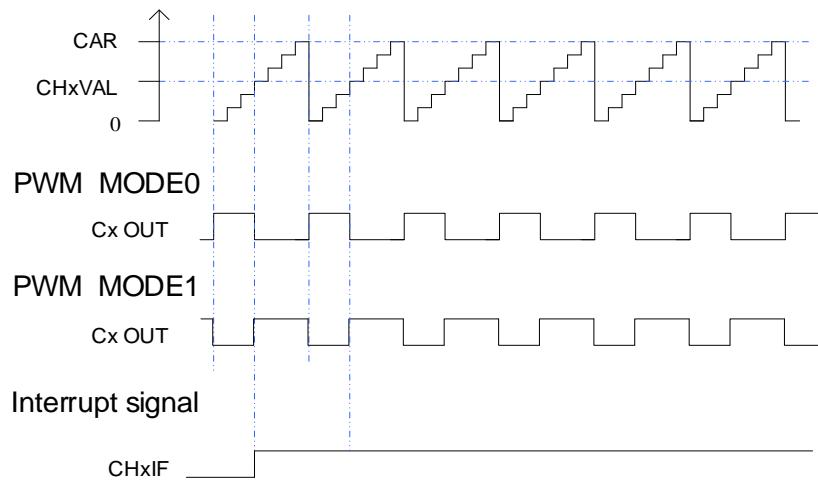 CAR
CHxVAL
0
PWM MODE0
Cx OUT
PWM MODE1
Cx OUT
Interrupt signal
CHxIF